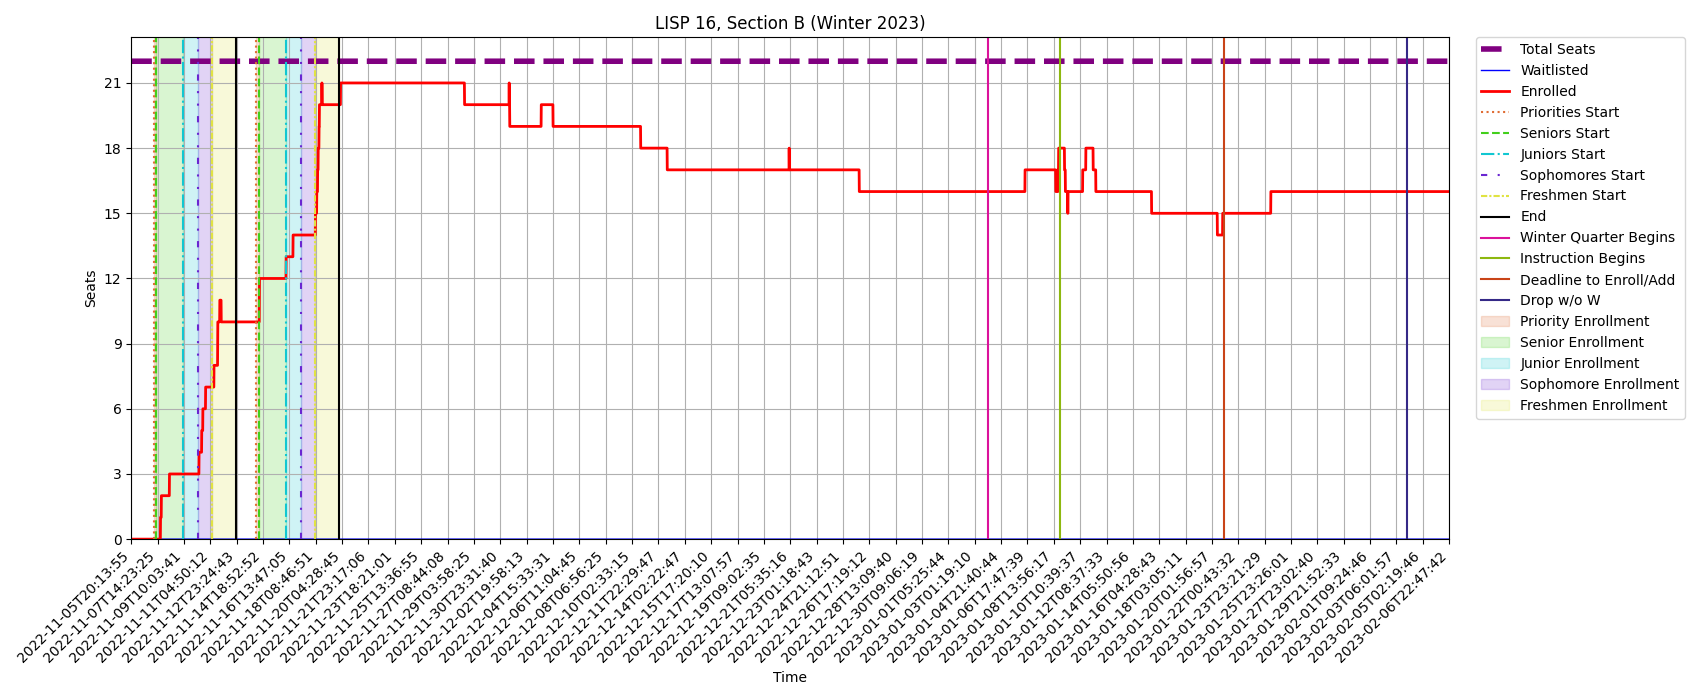 LISP 16, Section B (Winter 2023)
Seats
21
18
15
12
9
6
3
0
2022-11-05T20:13:55
2022-11-07T14:23:25
2022-11-09T10:03:41
2022-11-11T04:50:12
2022-11-12T23:24:43
2022-11-14T18:52:52
2022-11-16T13:47:05
2022-11-18T08:46:51
2022-11-20T04:28:45
2022-11-21T23:17:06
2022-11-23T18:21:01
2022-11-25T13:36:55
2022-11-27T08:44:08
2022-11-29T03:58:25
2022-11-30T23:31:40
2022-12-02T19:58:13
2022-12-04T15:33:31
2022-12-06T11:04:45
2022-12-08T06:56:25
2022-12-10T02:33:15
2022-12-11T22:29:47
2022-12-14T02:22:47
2022-12-15T17:20:10
2022-12-17T13:07:57
2022-12-19T09:02:35
2022-12-21T05:35:16
2022-12-23T01:18:43
2022-12-24T21:12:51
2022-12-26T17:19:12
2022-12-28T13:09:40
2022-12-30T09:06:19
2023-01-01T05:25:44
2023-01-03T01:19:10
2023-01-04T21:40:44
2023-01-06T17:47:39
2023-01-08T13:56:17
2023-01-10T10:39:37
2023-01-12T08:37:33
2023-01-14T05:50:56
2023-01-16T04:28:43
2023-01-18T03:05:11
2023-01-20T01:56:57
2023-01-22T00:43:32
2023-01-23T23:21:29
2023-01-25T23:26:01
2023-01-27T23:02:40
2023-01-29T21:52:33
2023-02-01T09:24:46
2023-02-03T06:01:57
2023-02-05T02:19:46
2023-02-06T22:47:42
Time
Total Seats
Waitlisted
Enrolled
Priorities Start
Seniors Start
Juniors Start
Sophomores Start
Freshmen Start
End
Winter Quarter Begins
Instruction Begins
Deadline to Enroll/Add
Drop w/o W
Priority Enrollment
Senior Enrollment
Junior Enrollment
Sophomore Enrollment
Freshmen Enrollment